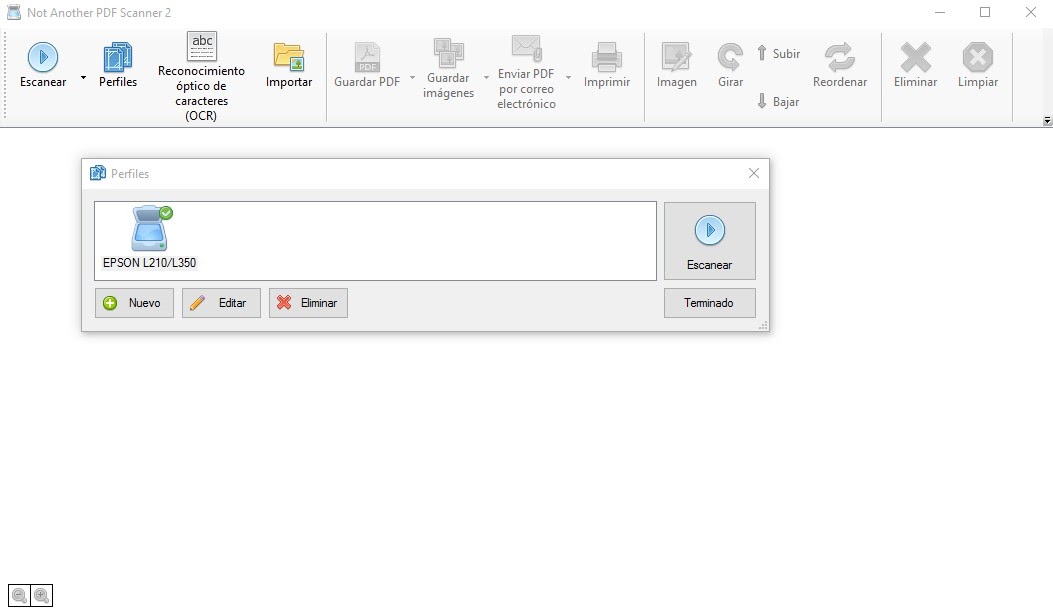 Not Another PDF Scanner 2
Escanear
Perfiles
abc
Reconocimiento
óptico de
caracteres
(OCR)
Importar
PDF
Guardar PDF
Guardar
imágenes
Enviar PDF
por correo
electrónico
Imprimir
Imagen
Girar
Subir
Bajar
Reordenar
Eliminar
Limpiar
Perfiles
EPSON L210/L350
Escanear
Nuevo
Editar
Eliminar
Terminado